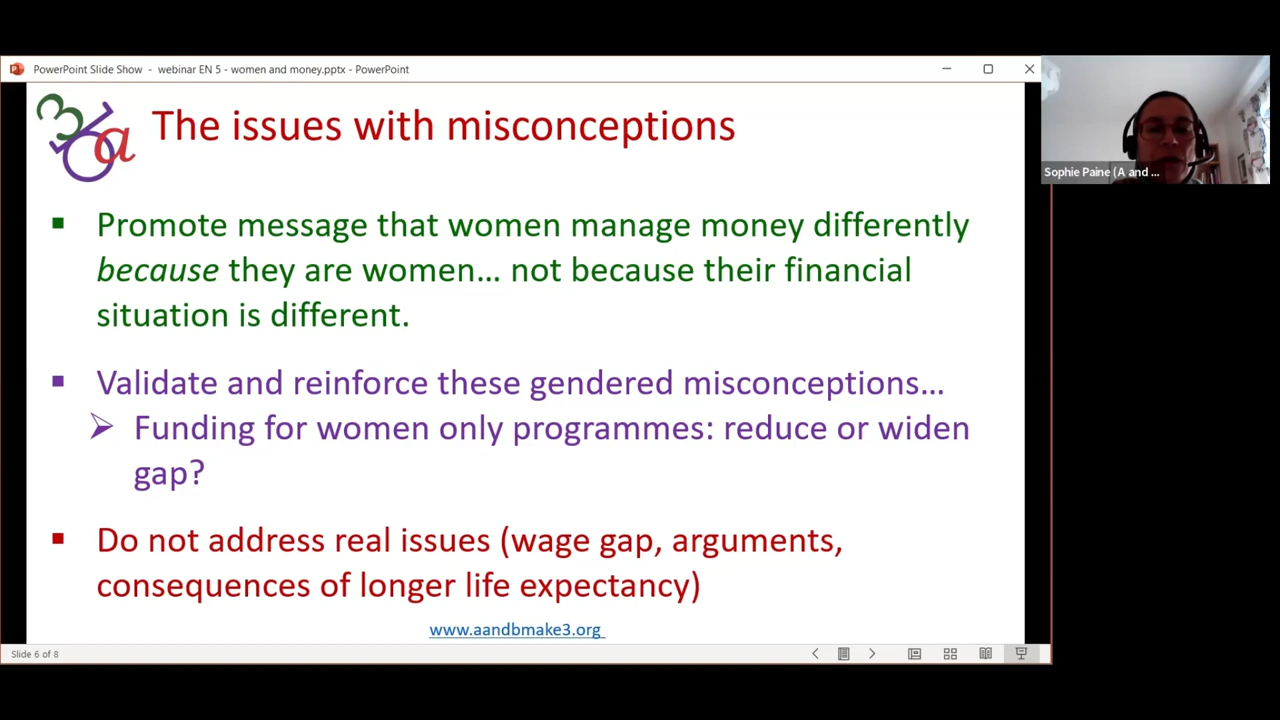 PowerPoint Slide Show - webinar EN 5 - women and money.pptx - PowerPoint
The issues with misconceptions
Sophie Paine (A and ...
▪ Promote message that women manage money differently
because they are women... not because their financial
situation is different.
▪ Validate and reinforce these gendered misconceptions...
➢ Funding for women only programmes: reduce or widen
gap?
▪ Do not address real issues (wage gap, arguments,
consequences of longer life expectancy)
www.aandbmake3.org
Slide 6 of 8